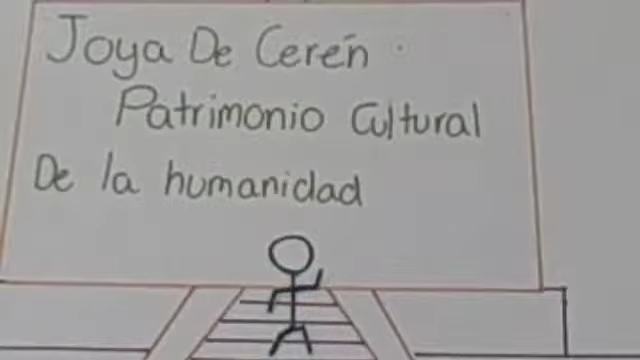 Joya De Cerén
Patrimonio Cultural
De la humanidad